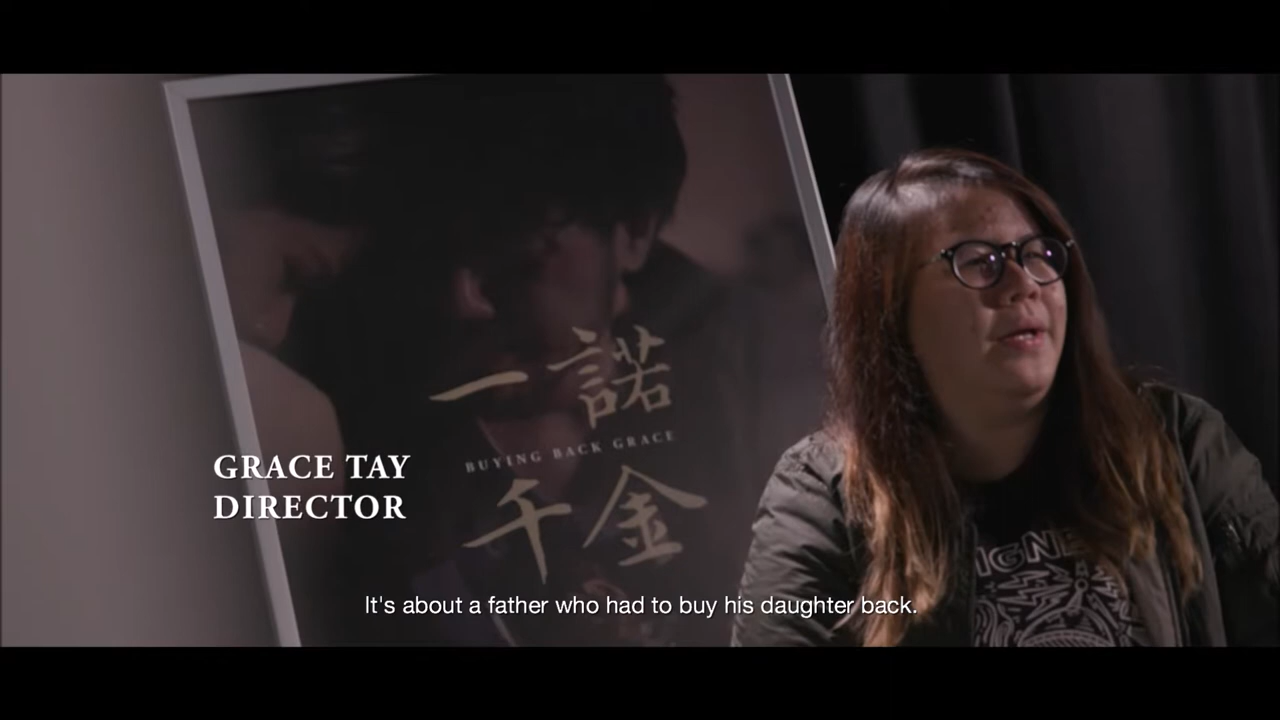 一諾
BUYING BACK GRACE
千金
GRACE TAY
DIRECTOR
IGNE
It's about a father who had to buy his daughter back.